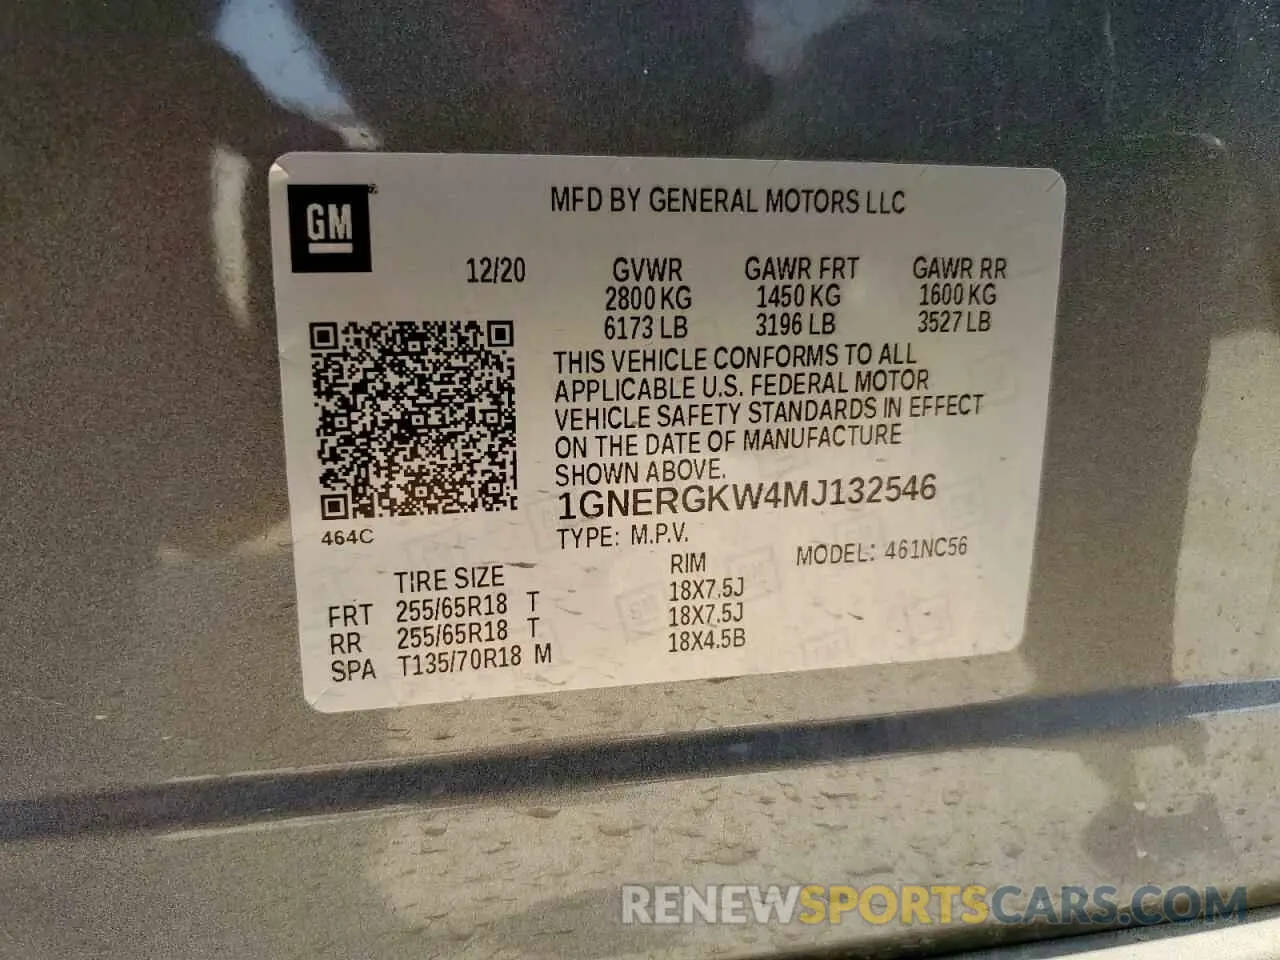 GM
MFD BY GENERAL MOTORS LLC
12/20
GVWR GAWR FRT GAWR RR
2800 KG 1450 KG 1600 KG
6173 LB 3196 LB 3527 LB
THIS VEHICLE CONFORMS TO ALL
APPLICABLE U.S. FEDERAL MOTOR
VEHICLE SAFETY STANDARDS IN EFFECT
ON THE DATE OF MANUFACTURE
SHOWN ABOVE.
1GNERGKW4MJ132546
464C
TYPE: M.P.V.
MODEL: 461NC56
TIRE SIZE RIM
FRT 255/65R18 T 18X7.5J
RR 255/65R18 T 18X7.5J
SPA T135/70R18 M 18X4.5B
RENEWSPORTSCARS.COM